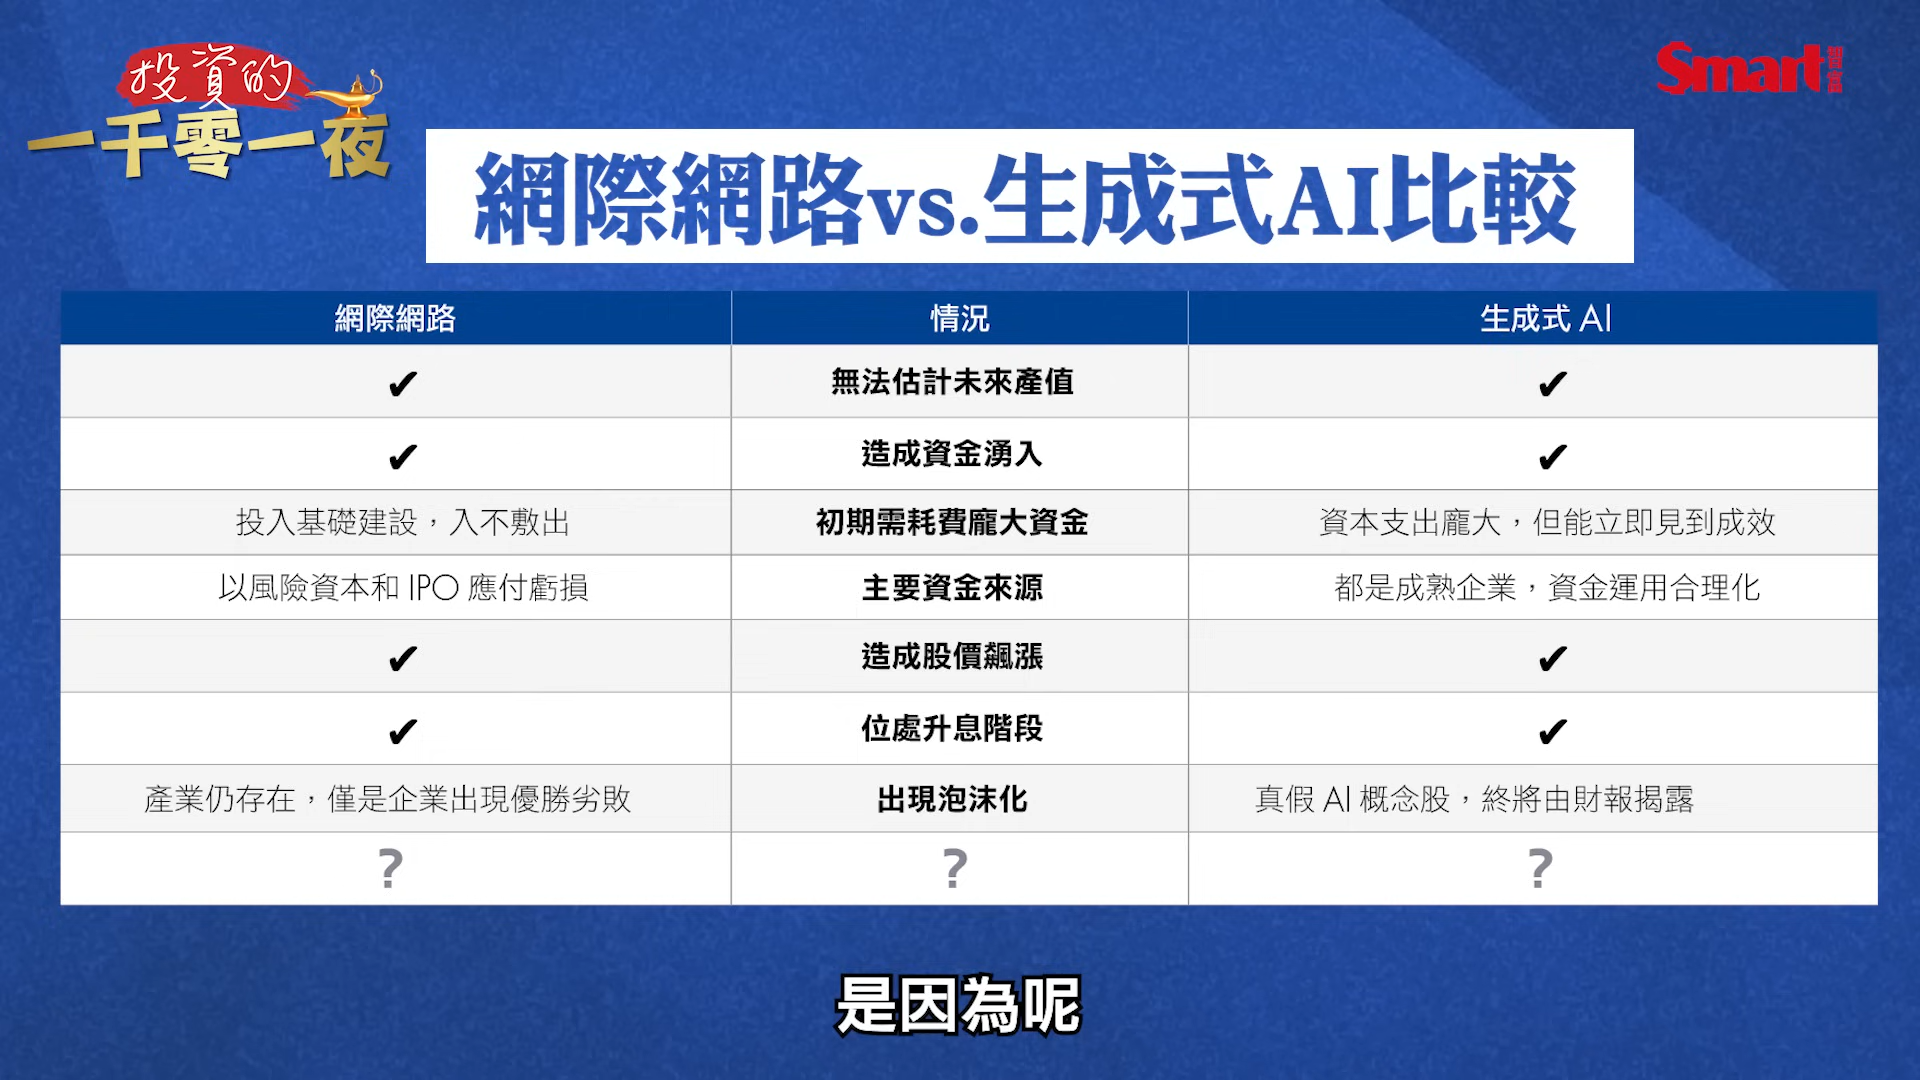 投資的
一千零一夜
Smart智富
網際網路vs.生成式AI比較
網際網路 情況 生成式 AI
✔ 無法估計未來產值 ✔
✔ 造成資金湧入 ✔
投入基礎建設，入不敷出 初期需耗費龐大資金 資本支出龐大，但能立即見到成效
以風險資本和 IPO 應付虧損 主要資金來源 都是成熟企業，資金運用合理化
✔ 造成股價飆漲 ✔
✔ 位處升息階段 ✔
產業仍存在，僅是企業出現優勝劣敗 出現泡沫化 真假 AI 概念股，終將由財報揭露
? ? ?
是因為呢